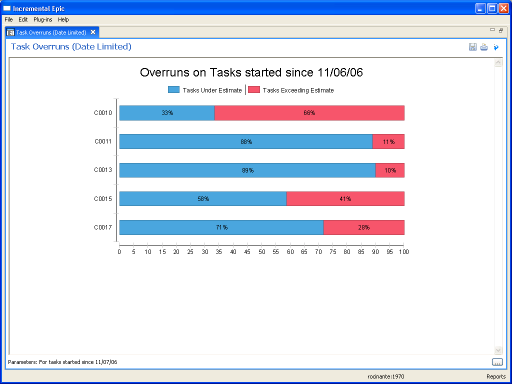 Incremental Epic
File Edit Plug-ins Help
Task Overruns (Date Limited)
Task Overruns (Date Limited)
Overruns on Tasks started since 11/06/06
Tasks Under Estimate Tasks Exceeding Estimate
C0010 33% 66%
C0011 88% 11%
C0013 89% 10%
C0015 58% 41%
C0017 71% 28%
0 5 10 15 20 25 30 35 40 45 50 55 60 65 70 75 80 85 90 95 100
Parameters: For tasks started since 11/07/06
rocinante:1970 Reports